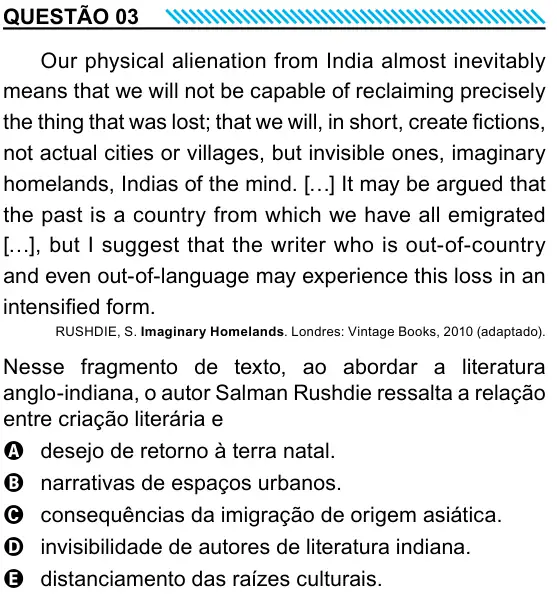 QUESTÃO 03
Our physical alienation from India almost inevitably
means that we will not be capable of reclaiming precisely
the thing that was lost; that we will, in short, create fictions,
not actual cities or villages, but invisible ones, imaginary
homelands, Indias of the mind. […] It may be argued that
the past is a country from which we have all emigrated
[…], but I suggest that the writer who is out-of-country
and even out-of-language may experience this loss in an
intensified form.
RUSHDIE, S. Imaginary Homelands. Londres: Vintage Books, 2010 (adaptado).
Nesse fragmento de texto, ao abordar a literatura
anglo-indiana, o autor Salman Rushdie ressalta a relação
entre criação literária e
A desejo de retorno à terra natal.
B narrativas de espaços urbanos.
C consequências da imigração de origem asiática.
D invisibilidade de autores de literatura indiana.
E distanciamento das raízes culturais.